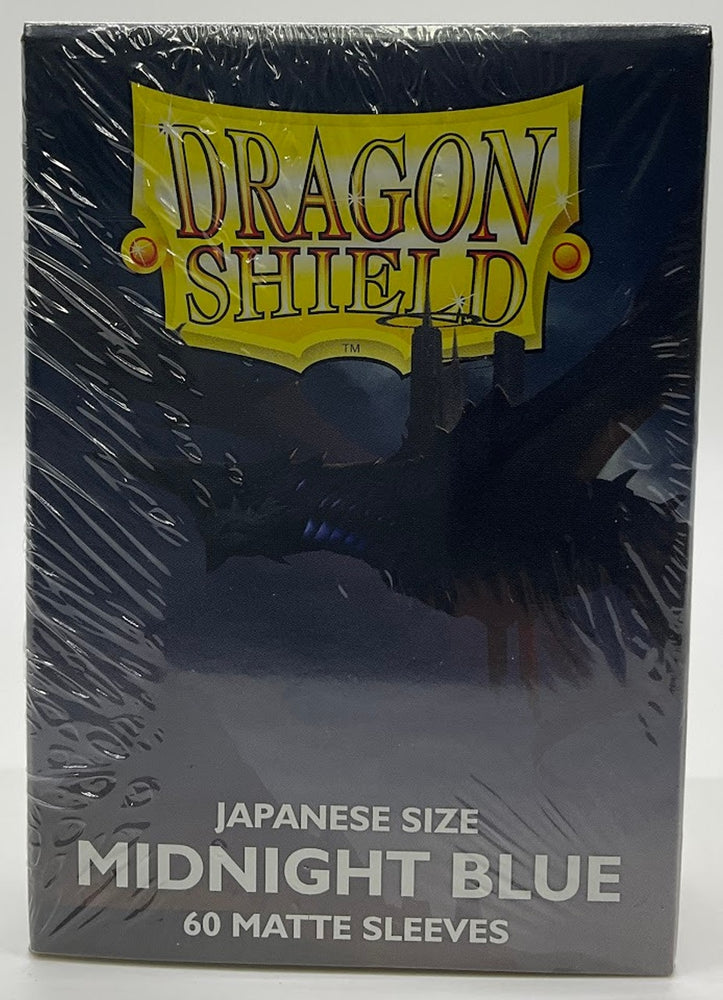 DRAGON
SHIELD
TM
JAPANESE SIZE
MIDNIGHT BLUE
60 MATTE SLEEVES